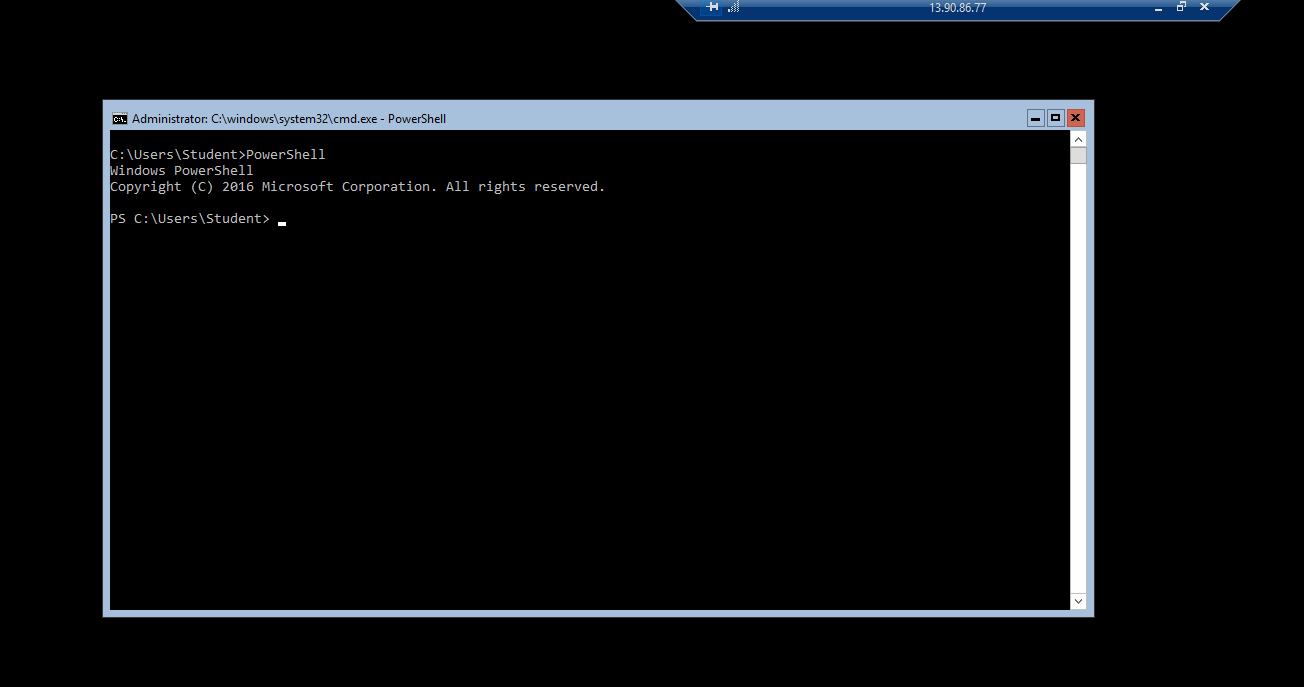 13.90.86.77
Administrator: C:\windows\system32\cmd.exe - PowerShell
C:\Users\Student>PowerShell
Windows PowerShell
Copyright (C) 2016 Microsoft Corporation. All rights reserved.
PS C:\Users\Student>